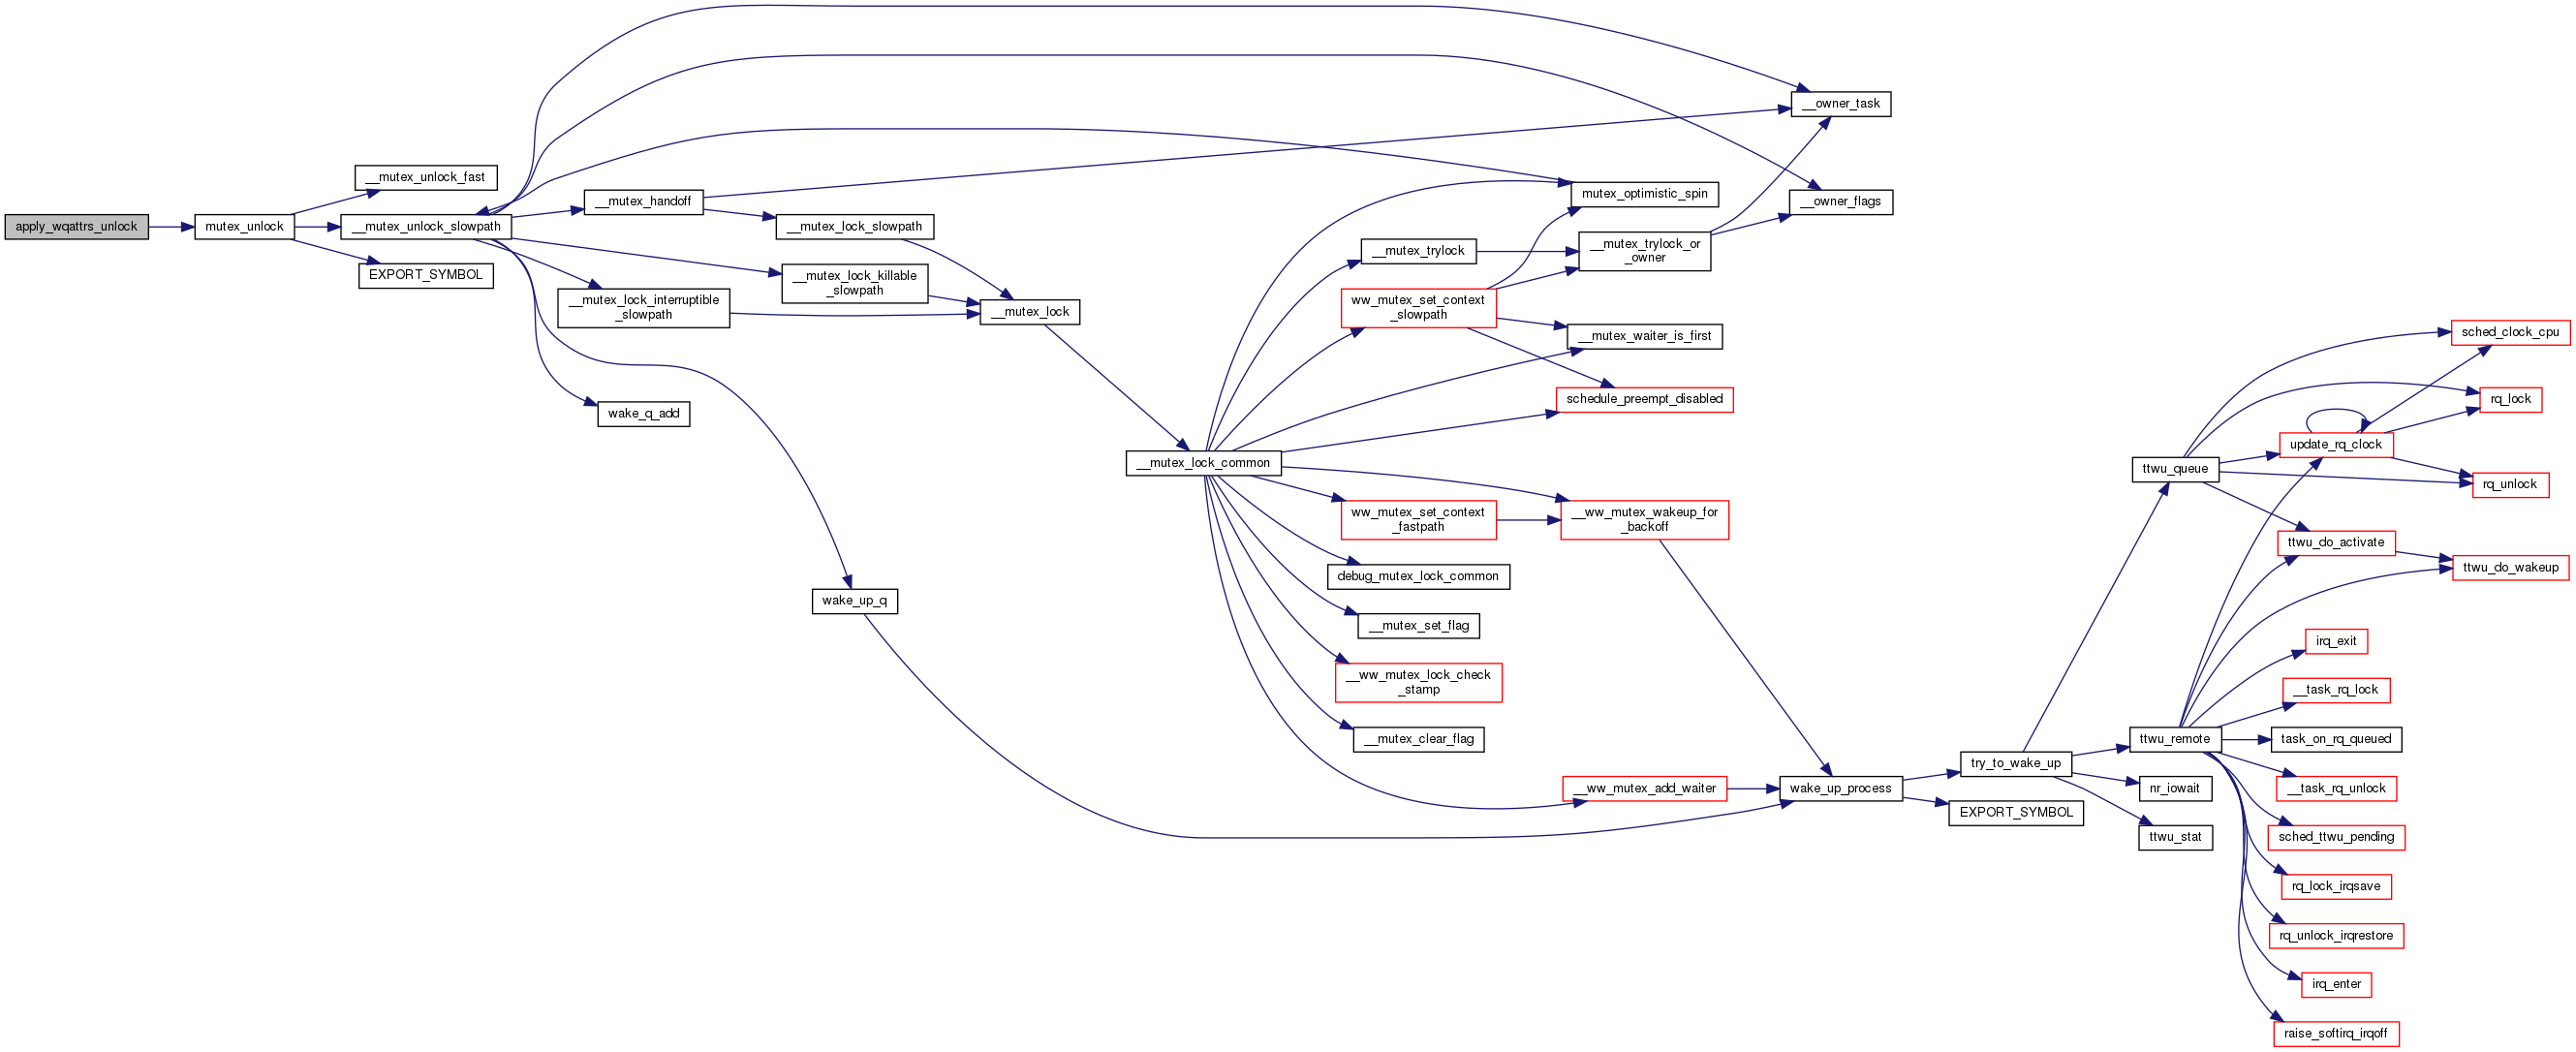 apply_wqattrs_unlock
mutex_unlock
__mutex_unlock_fast
__mutex_unlock_slowpath
EXPORT_SYMBOL
__mutex_handoff
__mutex_lock_interruptible
_slowpath
wake_q_add
__mutex_lock_slowpath
__mutex_lock_killable
_slowpath
wake_up_q
__mutex_lock
__mutex_lock_common
__mutex_trylock
ww_mutex_set_context
_slowpath
ww_mutex_set_context
_fastpath
debug_mutex_lock_common
__mutex_set_flag
__ww_mutex_lock_check
_stamp
__mutex_clear_flag
mutex_optimistic_spin
__mutex_trylock_or
_owner
__mutex_waiter_is_first
schedule_preempt_disabled
__ww_mutex_wakeup_for
_backoff
__ww_mutex_add_waiter
__owner_task
__owner_flags
wake_up_process
try_to_wake_up
EXPORT_SYMBOL
ttwu_queue
ttwu_remote
nr_iowait
ttwu_stat
update_rq_clock
ttwu_do_activate
irq_exit
__task_rq_lock
task_on_rq_queued
__task_rq_unlock
sched_ttwu_pending
rq_lock_irqsave
rq_unlock_irqrestore
irq_enter
raise_softirq_irqoff
sched_clock_cpu
rq_lock
rq_unlock
ttwu_do_wakeup